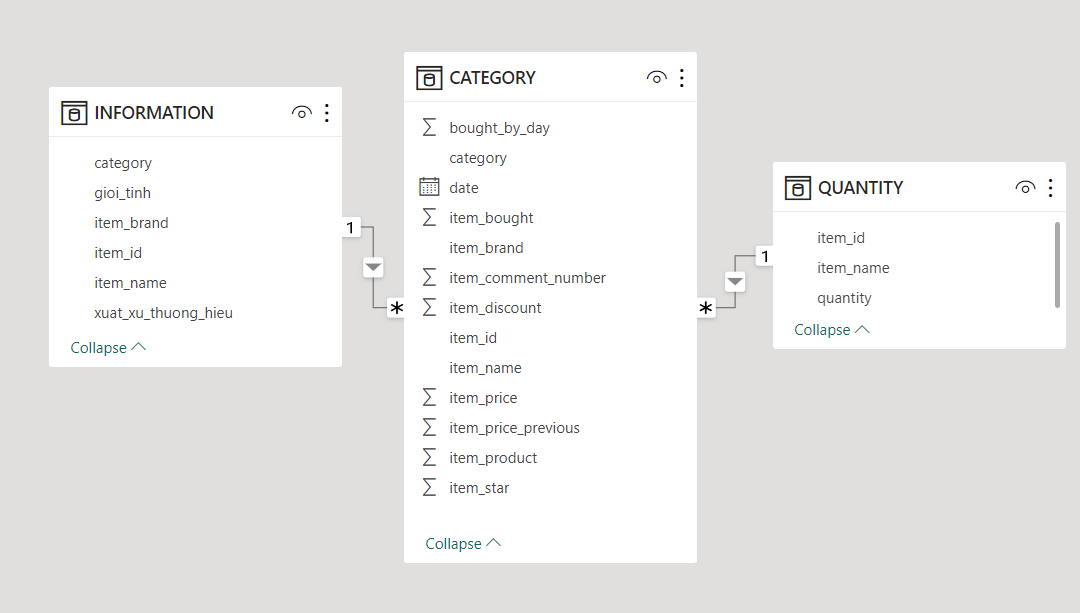 INFORMATION
category
gioi_tinh
item_brand
item_id
item_name
xuat_xu_thuong_hieu
Collapse
1
*
CATEGORY
bought_by_day
category
date
item_bought
item_brand
item_comment_number
item_discount
item_id
item_name
item_price
item_price_previous
item_product
item_star
Collapse
*
1
QUANTITY
item_id
item_name
quantity
Collapse